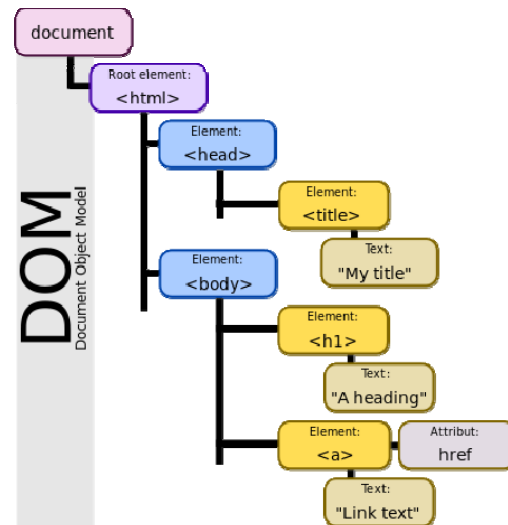 document
Root element:
<html>
Element:
<head>
Element:
<title>
Text:
"My title"
Element:
<body>
Element:
<h1>
Text:
"A heading"
Element:
<a>
Attribut:
href
Text:
"Link text"
DOM
Document Object Model